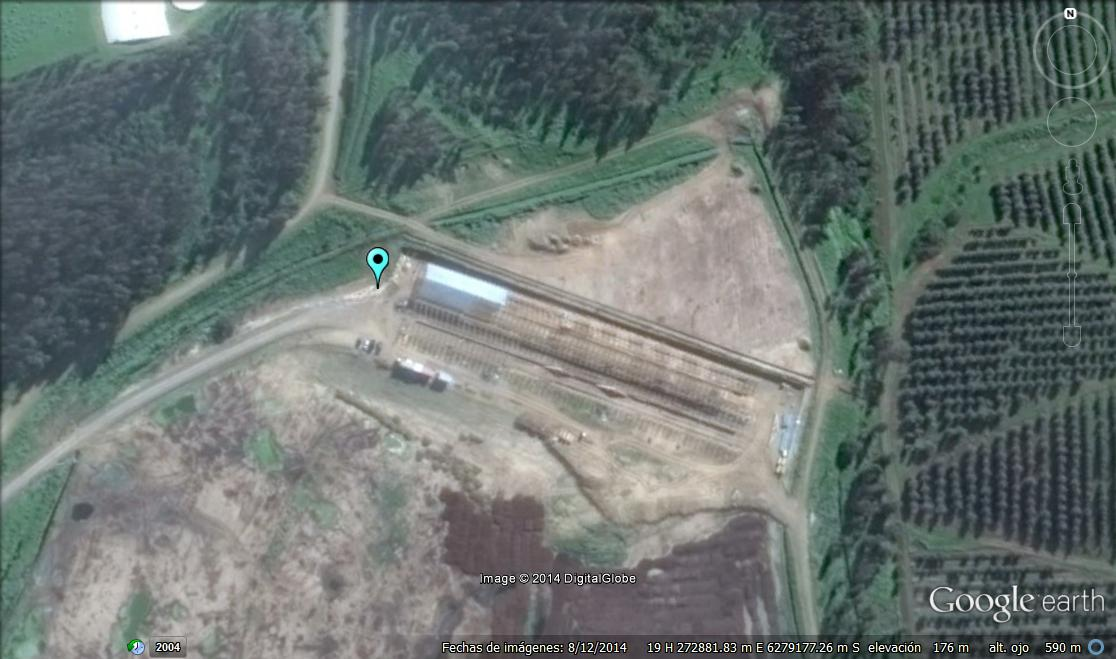 N
Image © 2014 DigitalGlobe
Google earth
2004
Fechas de imágenes: 8/12/2014 19 H 272881.83 m E 6279177.26 m S elevación 176 m alt. ojo 590 m